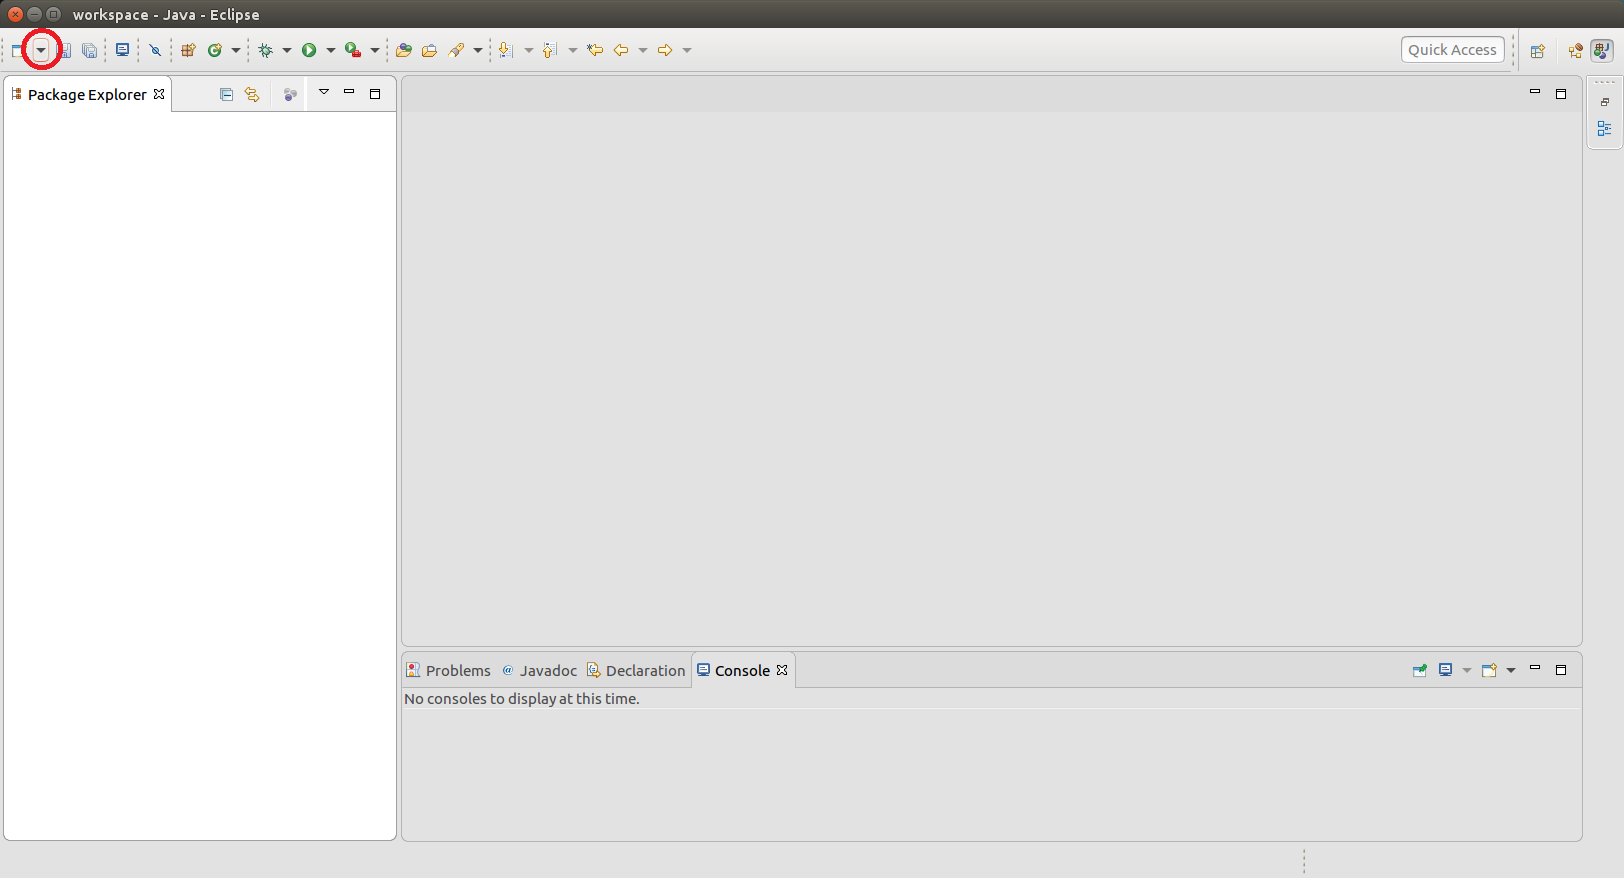 workspace - Java - Eclipse
Quick Access
Package Explorer
Problems @ Javadoc Declaration Console
No consoles to display at this time.